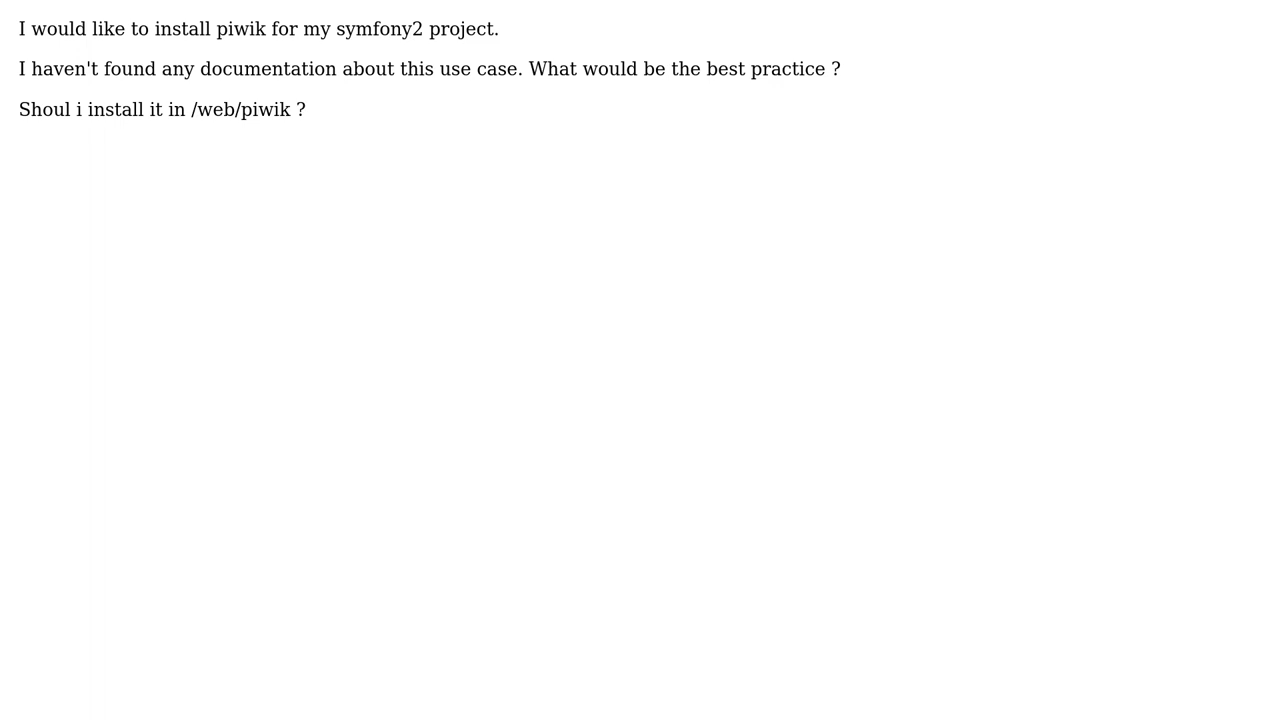 I would like to install piwik for my symfony2 project.
I haven't found any documentation about this use case. What would be the best practice ?
Shoul i install it in /web/piwik ?